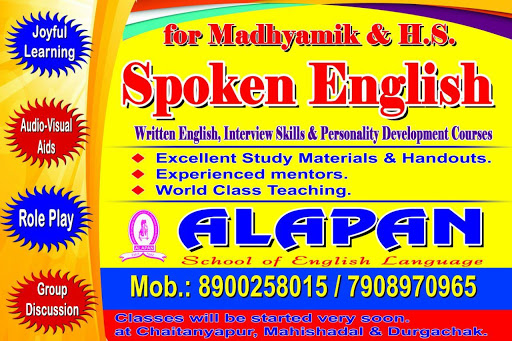 Joyful
Learning
Audio-Visual
Aids
Role Play
Group
Discussion
for Madhyamik & H.S.
Spoken English
Written English, Interview Skills & Personality Development Courses
Excellent Study Materials & Handouts.
Experienced mentors.
World Class Teaching.
ALAPAN
ALAPAN
School of English Language
Mob.: 8900258015 / 7908970965
Classes will be started very soon.
at Chaitanyapur, Mahishadal & Durgachak.